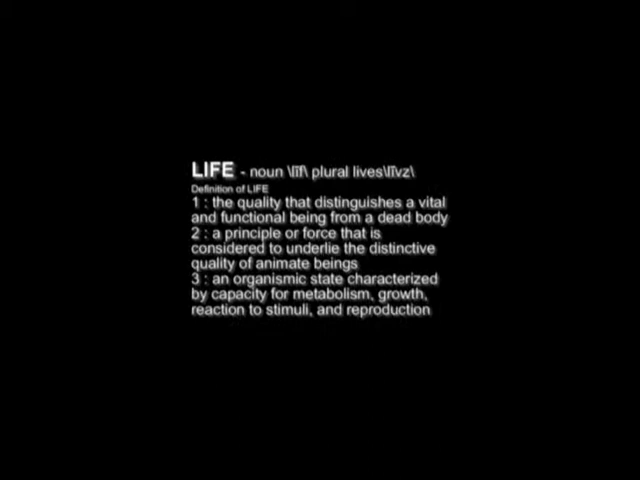 LIFE - noun \līf\ plural lives\līvz\
Definition of LIFE
1 : the quality that distinguishes a vital
and functional being from a dead body
2 : a principle or force that is
considered to underlie the distinctive
quality of animate beings
3 : an organismic state characterized
by capacity for metabolism, growth,
reaction to stimuli, and reproduction